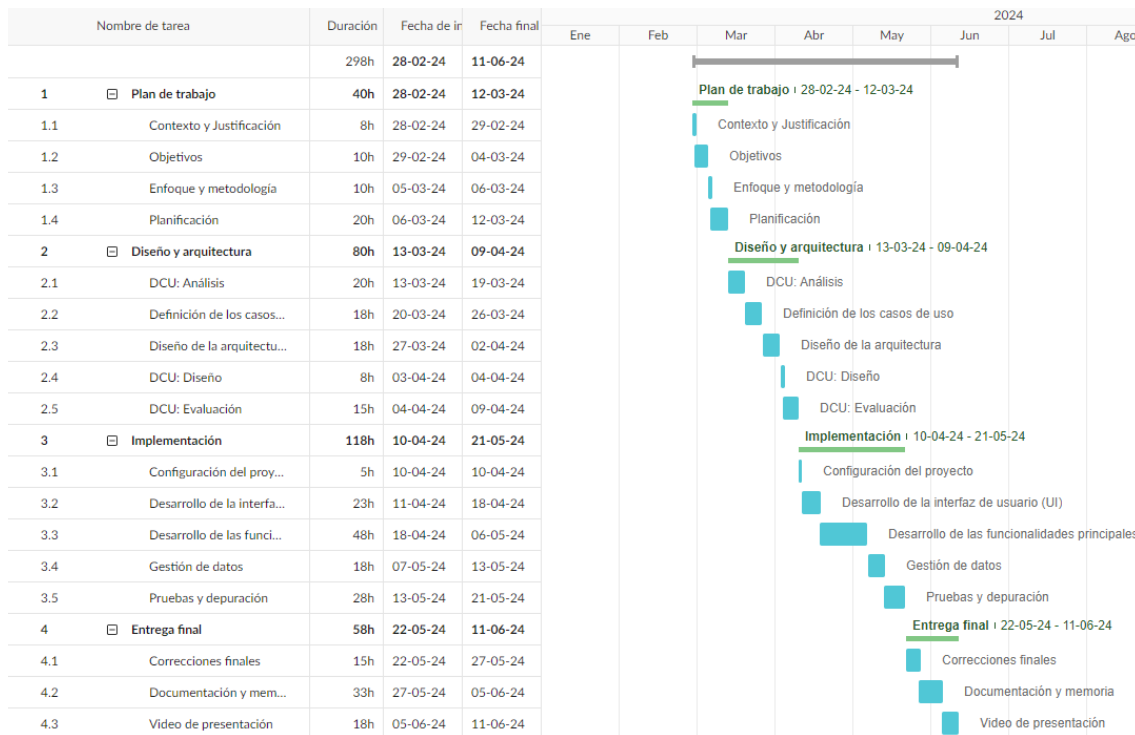 2024
Nombre de tarea Duración Fecha de in Fecha final Ene Feb Mar Abr May Jun Jul Ago
298h 28-02-24 11-06-24
1 Plan de trabajo 40h 28-02-24 12-03-24 Plan de trabajo 28-02-24 - 12-03-24
1.1 Contexto y Justificación 8h 28-02-24 29-02-24 Contexto y Justificación
1.2 Objetivos 10h 29-02-24 04-03-24 Objetivos
1.3 Enfoque y metodología 10h 05-03-24 06-03-24 Enfoque y metodología
1.4 Planificación 20h 06-03-24 12-03-24 Planificación
2 Diseño y arquitectura 80h 13-03-24 09-04-24 Diseño y arquitectura 13-03-24 - 09-04-24
2.1 DCU: Análisis 20h 13-03-24 19-03-24 DCU: Análisis
2.2 Definición de los casos... 18h 20-03-24 26-03-24 Definición de los casos de uso
2.3 Diseño de la arquitectu... 18h 27-03-24 02-04-24 Diseño de la arquitectura
2.4 DCU: Diseño 8h 03-04-24 04-04-24 DCU: Diseño
2.5 DCU: Evaluación 15h 04-04-24 09-04-24 DCU: Evaluación
3 Implementación 118h 10-04-24 21-05-24 Implementación 10-04-24 - 21-05-24
3.1 Configuración del proy... 5h 10-04-24 10-04-24 Configuración del proyecto
3.2 Desarrollo de la interfa... 23h 11-04-24 18-04-24 Desarrollo de la interfaz de usuario (UI)
3.3 Desarrollo de las funci... 48h 18-04-24 06-05-24 Desarrollo de las funcionalidades principales
3.4 Gestión de datos 18h 07-05-24 13-05-24 Gestión de datos
3.5 Pruebas y depuración 28h 13-05-24 21-05-24 Pruebas y depuración
4 Entrega final 58h 22-05-24 11-06-24 Entrega final 22-05-24 - 11-06-24
4.1 Correcciones finales 15h 22-05-24 27-05-24 Correcciones finales
4.2 Documentación y mem... 33h 27-05-24 05-06-24 Documentación y memoria
4.3 Video de presentación 18h 05-06-24 11-06-24 Video de presentación